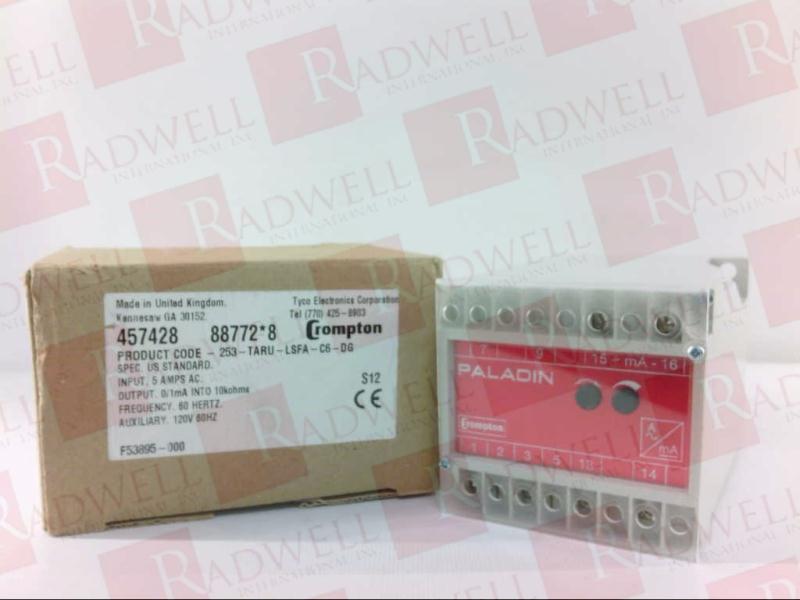 Made in United Kingdom.
Kennesaw GA 30152
Tyco Electronics Corporation
Tel (770) 425-8903
457428 88772*8 Crompton
PRODUCT CODE - 253-TARU-LSFA-C6-DG
SPEC. US STANDARD.
INPUT. 5 AMPS AC.
OUTPUT. 0/1mA INTO 10kohms
FREQUENCY. 60 HERTZ.
AUXILIARY. 120V 60HZ
S12
CE
F53895-000
7 9 15 + mA - 16
PALADIN
Crompton
A
mA
1 2 3 5 13 14
RADWELL
INTERNATIONAL, INC